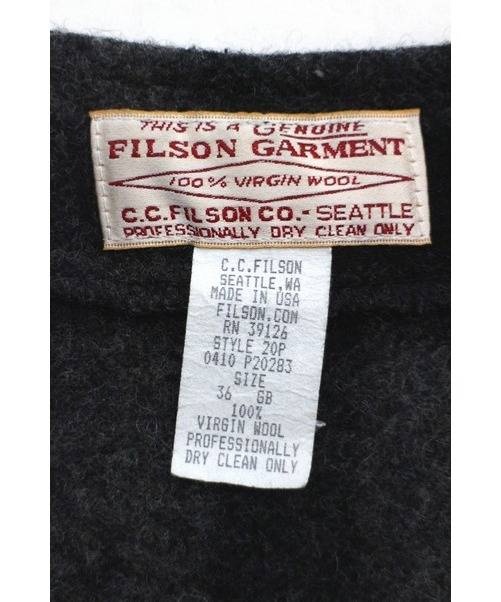 THIS IS A GENUINE
FILSON GARMENT
100% VIRGIN WOOL
C.C.FILSON CO.-SEATTLE
PROFESSIONALLY DRY CLEAN ONLY
C.C.FILSON
SEATTLE,WA
MADE IN USA
FILSON.COM
RN 39126
STYLE 20P
0410 P20283
SIZE
36 GB
100%
VIRGIN WOOL
PROFESSIONALLY
DRY CLEAN ONLY